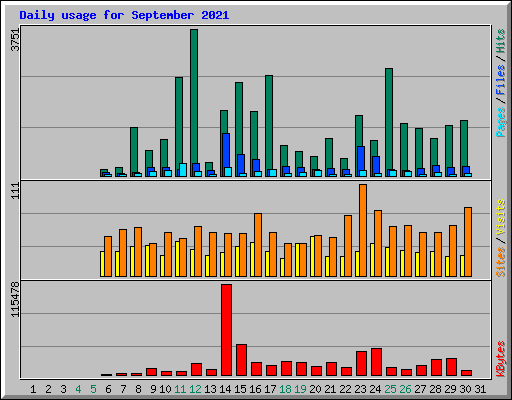 Daily usage for September 2021
3751
Pages / Files / Hits
111
Sites / Visits
115478
KBytes
1 2 3 4 5 6 7 8 9 10 11 12 13 14 15 16 17 18 19 20 21 22 23 24 25 26 27 28 29 30 31